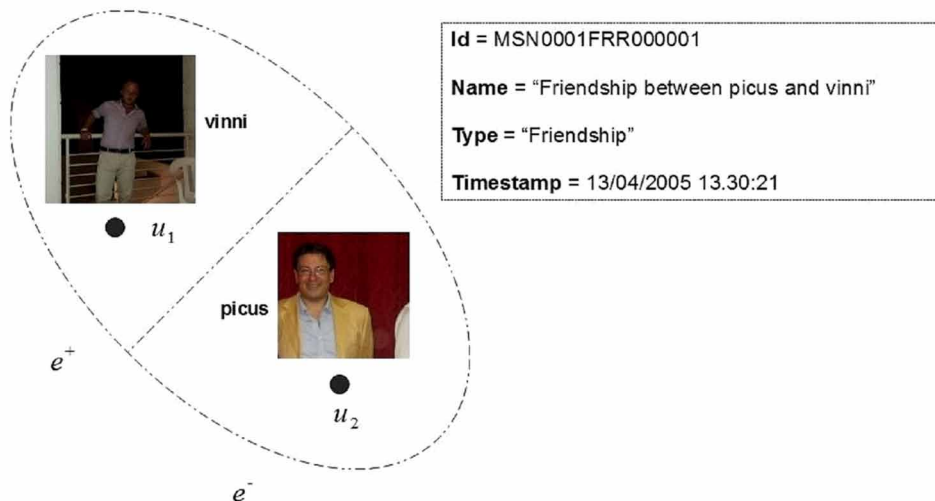 Id = MSN0001FRR000001
Name = “Friendship between picus and vinni”
Type = “Friendship”
Timestamp = 13/04/2005 13.30:21
vinni
u₁
picus
u₂
e⁺
e⁻